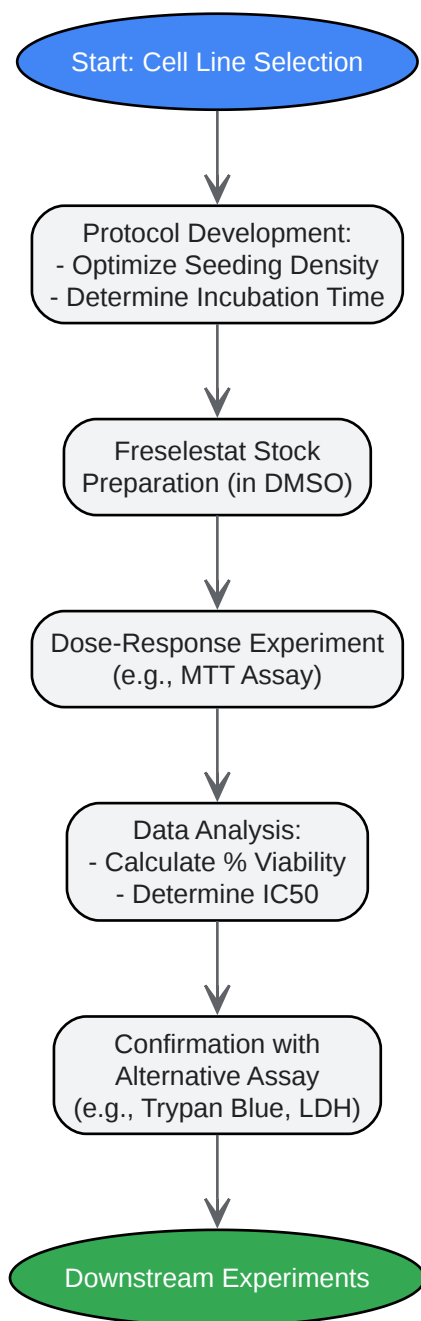 Start: Cell Line Selection
Protocol Development:
- Optimize Seeding Density
- Determine Incubation Time
Freselestat Stock
Preparation (in DMSO)
Dose-Response Experiment
(e.g., MTT Assay)
Data Analysis:
- Calculate % Viability
- Determine IC50
Confirmation with
Alternative Assay
(e.g., Trypan Blue, LDH)
Downstream Experiments